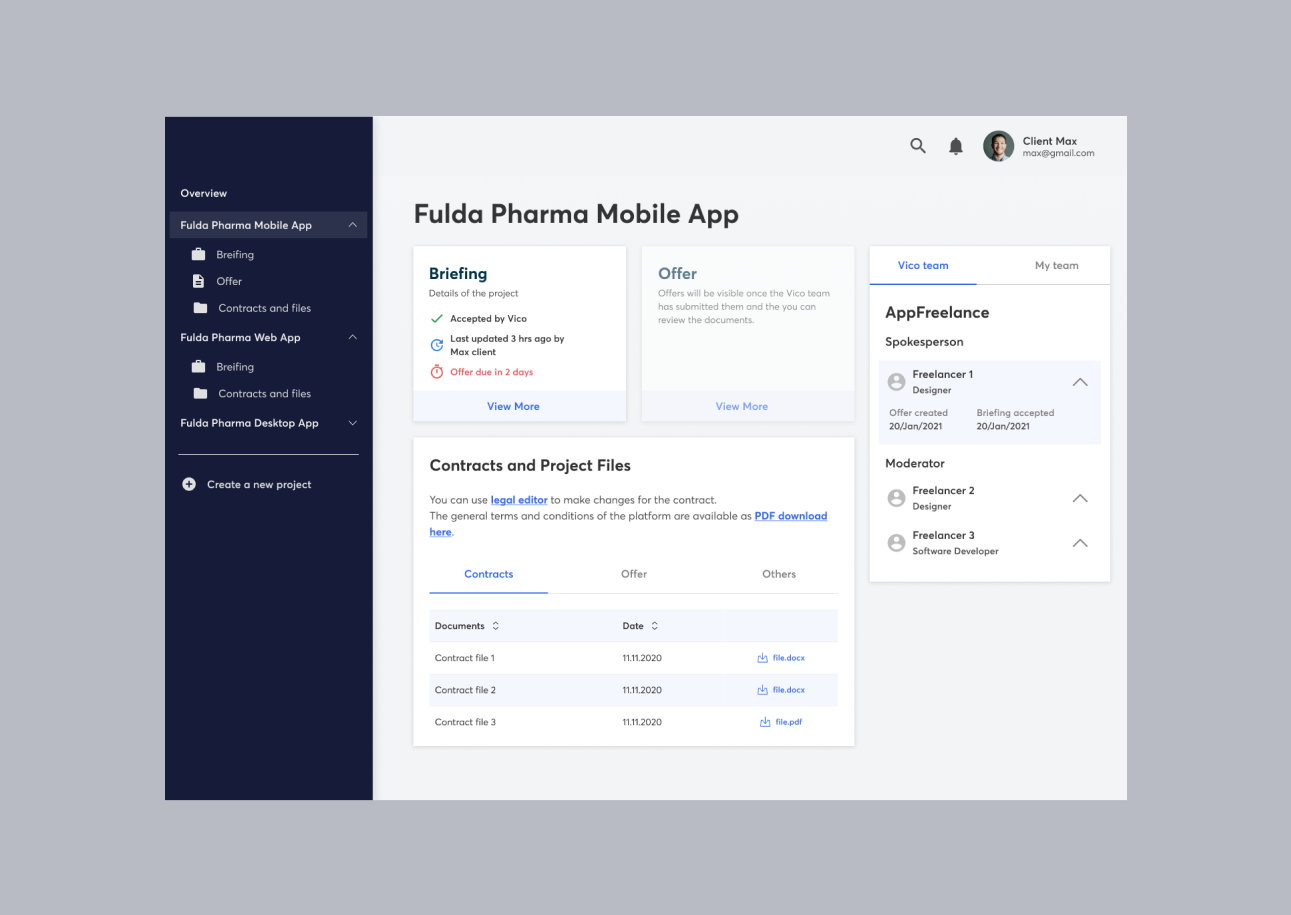 Client Max
max@gmail.com
Overview
Fulda Pharma Mobile App
Breifing
Offer
Contracts and files
Fulda Pharma Web App
Breifing
Contracts and files
Fulda Pharma Desktop App
Create a new project
Fulda Pharma Mobile App
Briefing
Details of the project
Accepted by Vico
Last updated 3 hrs ago by
Max client
Offer due in 2 days
View More
Offer
Offers will be visible once the Vico team
has submitted them and the you can
review the documents.
View More
Contracts and Project Files
You can use legal editor to make changes for the contract.
The general terms and conditions of the platform are available as PDF download
here.
Contracts Offer Others
Documents Date
Contract file 1 11.11.2020 file.docx
Contract file 2 11.11.2020 file.docx
Contract file 3 11.11.2020 file.pdf
Vico team My team
AppFreelance
Spokesperson
Freelancer 1
Designer
Offer created Briefing accepted
20/Jan/2021 20/Jan/2021
Moderator
Freelancer 2
Designer
Freelancer 3
Software Developer